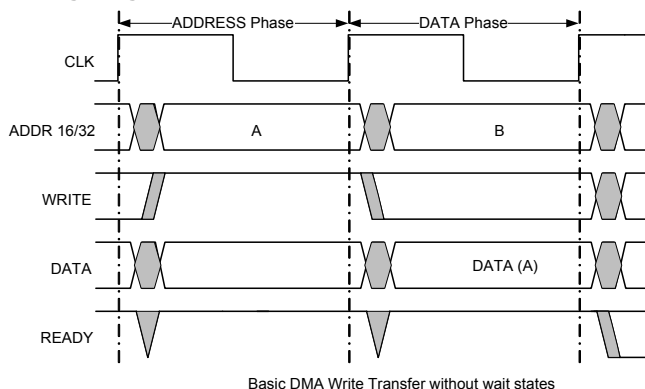 ADDRESS Phase DATA Phase
CLK
ADDR 16/32 A B
WRITE
DATA DATA (A)
READY
Basic DMA Write Transfer without wait states